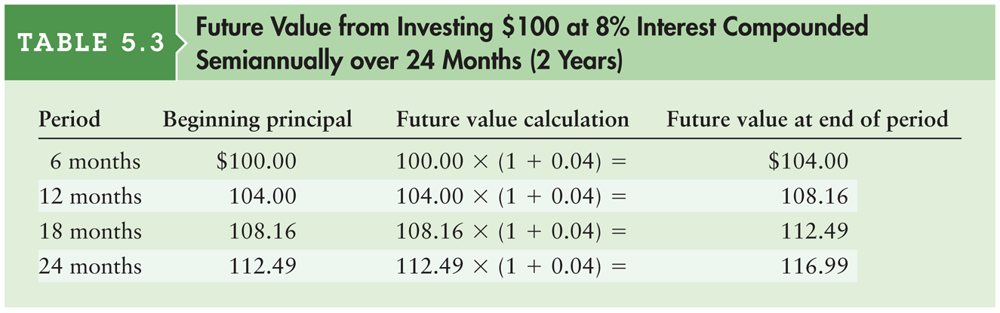 TABLE 5.3
Future Value from Investing $100 at 8% Interest Compounded
Semiannually over 24 Months (2 Years)
Period Beginning principal Future value calculation Future value at end of period
6 months $100.00 100.00 × (1 + 0.04) = $104.00
12 months 104.00 104.00 × (1 + 0.04) = 108.16
18 months 108.16 108.16 × (1 + 0.04) = 112.49
24 months 112.49 112.49 × (1 + 0.04) = 116.99